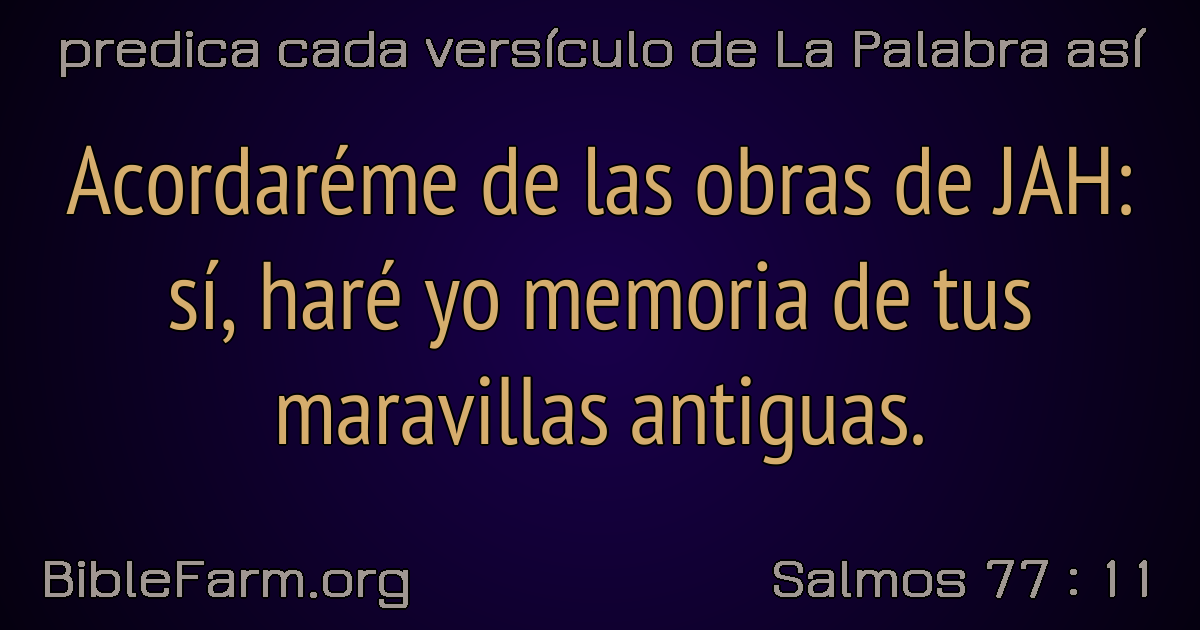 predica cada versículo de La Palabra así
Acordaréme de las obras de JAH:
sí, haré yo memoria de tus
maravillas antiguas.
BibleFarm.org
Salmos 77 : 11